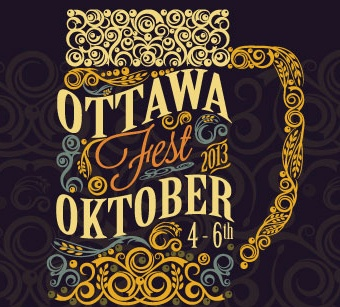 OTTAWA
Fest
2013
OKTOBER
4 - 6th